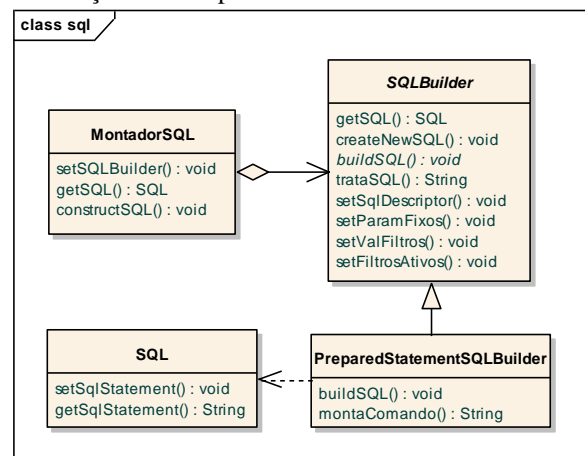 class sql
SQLBuilder
getSQL() : SQL
createNewSQL() : void
buildSQL() : void
trataSQL() : String
setSqlDescriptor() : void
setParamFixos() : void
setValFiltros() : void
setFiltrosAtivos() : void
MontadorSQL
setSQLBuilder() : void
getSQL() : SQL
constructSQL() : void
SQL
setSqlStatement() : void
getSqlStatement() : String
PreparedStatementSQLBuilder
buildSQL() : void
montaComando() : String